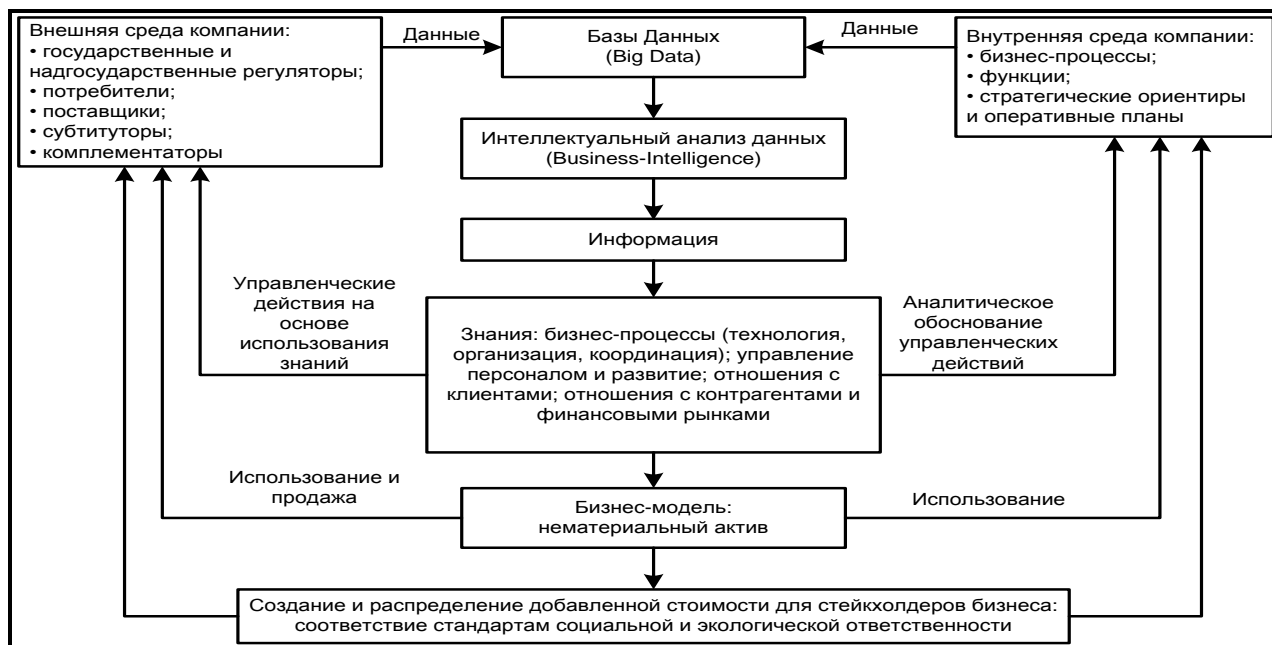 Внешняя среда компании:
• государственные и
надгосударственные регуляторы;
• потребители;
• поставщики;
• субтитуторы;
• комплементаторы
Данные
Базы Данных
(Big Data)
Данные
Внутренняя среда компании:
• бизнес-процессы;
• функции;
• стратегические ориентиры
и оперативные планы
Интеллектуальный анализ данных
(Business-Intelligence)
Информация
Управленческие
действия на
основе
использования
знаний
Знания: бизнес-процессы (технология,
организация, координация); управление
персоналом и развитие; отношения с
клиентами; отношения с контрагентами и
финансовыми рынками
Аналитическое
обоснование
управленческих
действий
Использование и
продажа
Бизнес-модель:
нематериальный актив
Использование
Создание и распределение добавленной стоимости для стейкхолдеров бизнеса:
соответствие стандартам социальной и экологической ответственности